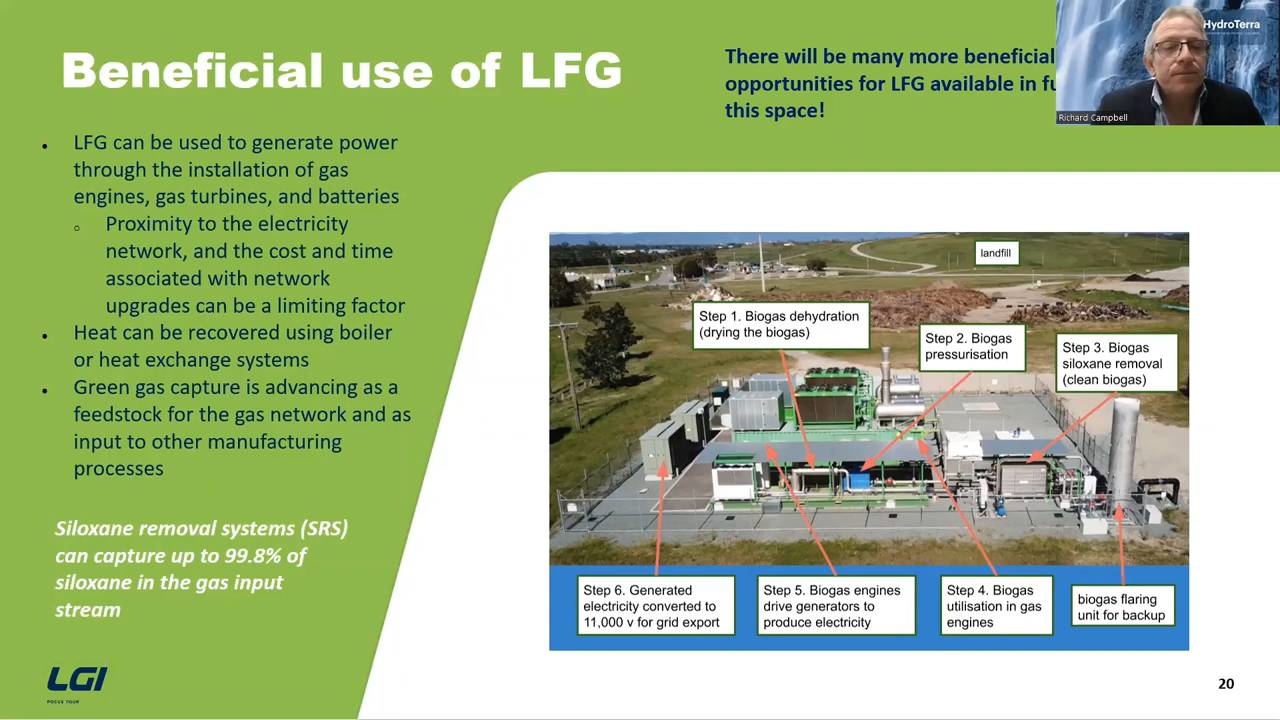 Beneficial use of LFG
There will be many more beneficial
opportunities for LFG available in
this space!
HydroTerra
Richard Campbell
• LFG can be used to generate power
through the installation of gas
engines, gas turbines, and batteries
○ Proximity to the electricity
network, and the cost and time
associated with network
upgrades can be a limiting factor
• Heat can be recovered using boiler
or heat exchange systems
• Green gas capture is advancing as a
feedstock for the gas network and as
input to other manufacturing
processes
Siloxane removal systems (SRS)
can capture up to 99.8% of
siloxane in the gas input
stream
landfill
Step 1. Biogas dehydration
(drying the biogas)
Step 2. Biogas
pressurisation
Step 3. Biogas
siloxane removal
(clean biogas)
Step 6. Generated
electricity converted to
11,000 v for grid export
Step 5. Biogas engines
drive generators to
produce electricity
Step 4. Biogas
utilisation in gas
engines
biogas flaring
unit for backup
LGI
FOCUS YOUR
20